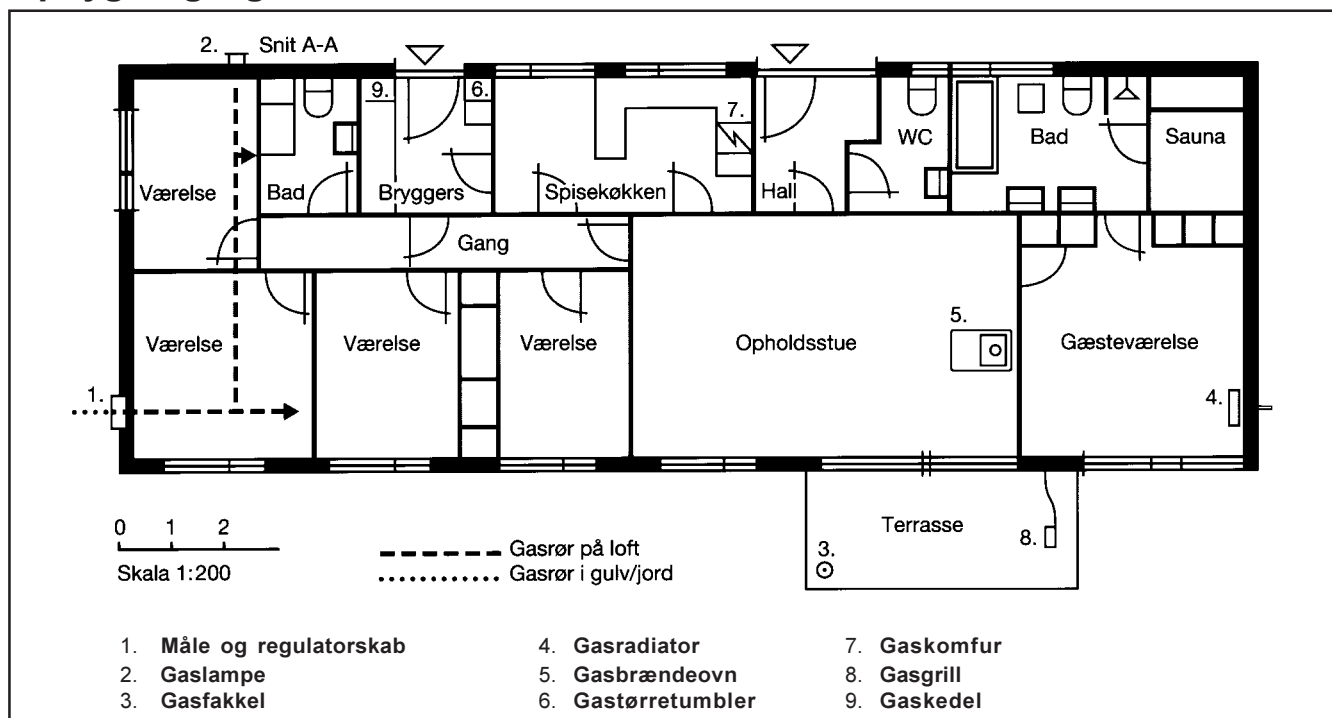 2. Snit A-A
9. 6. 7. WC Bad Sauna
Værelse Bad Bryggers Spisekøkken Hall
Gang
5.
Værelse Værelse Værelse Opholdsstue Gæsteværelse
1. 4.
0 1 2
Skala 1:200
Gasrør på loft
Gasrør i gulv/jord
Terrasse
3. 8.
1. Måle og regulatorskab
2. Gaslampe
3. Gasfakkel
4. Gasradiator
5. Gasbrændeovn
6. Gastørretumbler
7. Gaskomfur
8. Gasgrill
9. Gaskedel